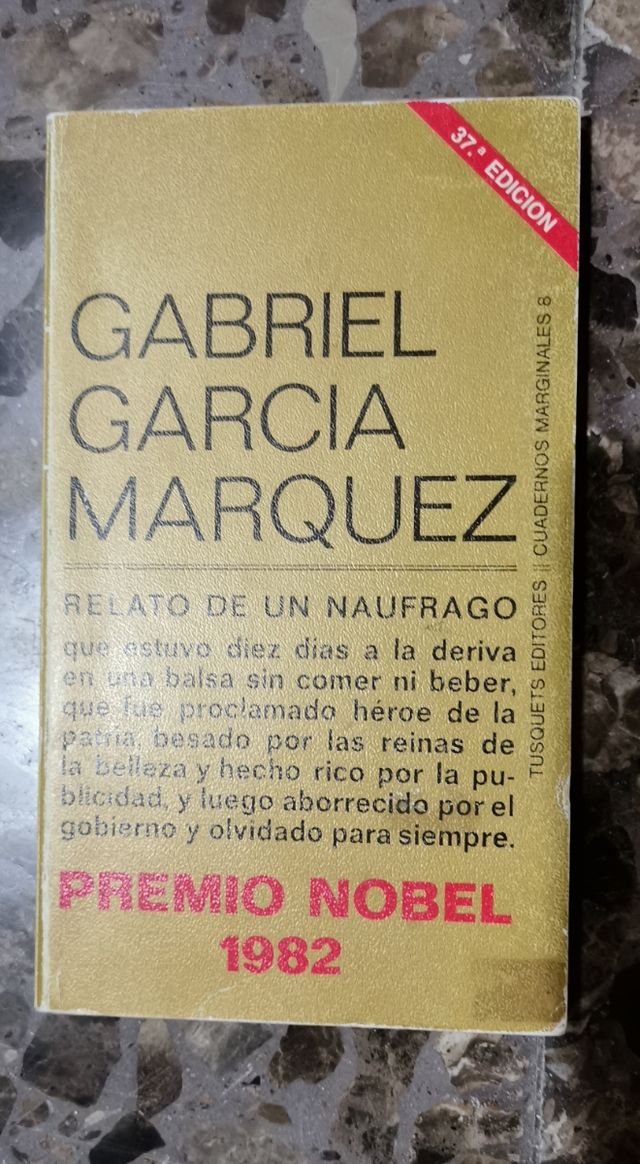 37.ª EDICION
GABRIEL
GARCIA
MARQUEZ
RELATO DE UN NAUFRAGO
que estuvo diez dias a la deriva
en una balsa sin comer ni beber,
que fue proclamado héroe de la
patria, besado por las reinas de
la belleza y hecho rico por la pu-
blicidad, y luego aborrecido por el
gobierno y olvidado para siempre.
PREMIO NOBEL
1982
TUSQUETS EDITORES || CUADERNOS MARGINALES 8